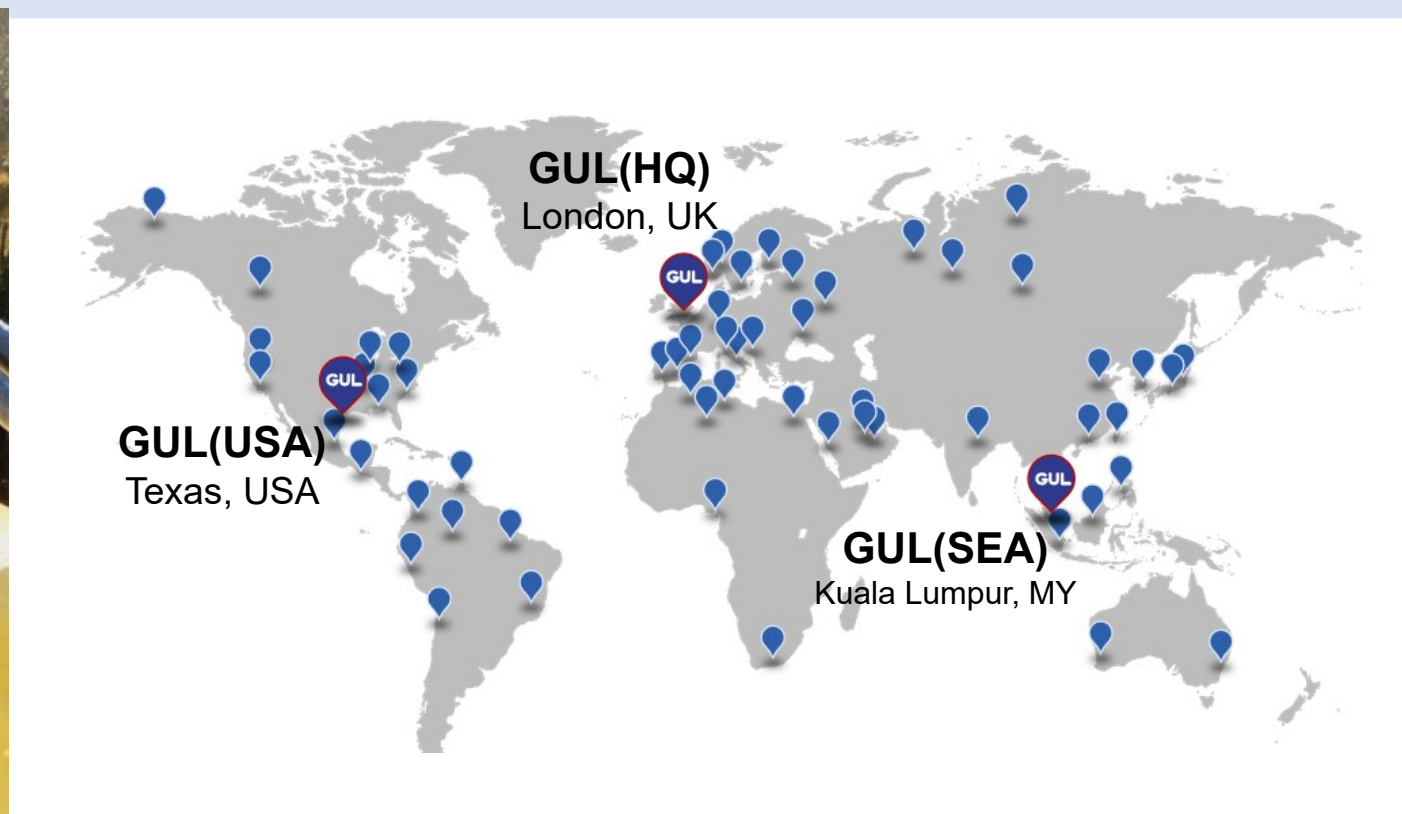 GUL(HQ)
London, UK
GUL
GUL
GUL(USA)
Texas, USA
GUL
GUL(SEA)
Kuala Lumpur, MY